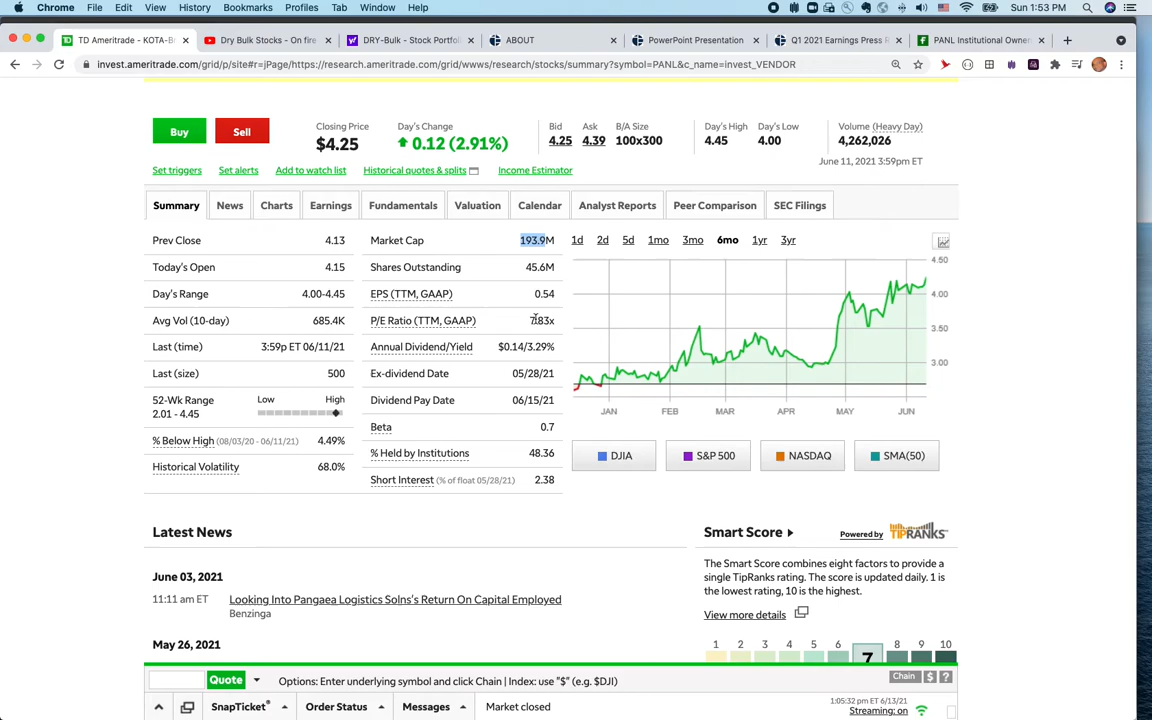 Chrome File Edit View History Bookmarks Profiles Tab Window Help Sun 1:53 PM
TD Ameritrade - KOTA-B Dry Bulk Stocks - On fire DRY-Bulk - Stock Portfol ABOUT PowerPoint Presentation Q1 2021 Earnings Press R PANL Institutional Owner
invest.ameritrade.com/grid/p/site#r=jPage/https://research.ameritrade.com/grid/wwws/research/stocks/summary?symbol=PANL&c_name=invest_VENDOR
Buy Sell
Closing Price
$4.25
Day's Change
0.12 (2.91%)
Bid Ask B/A Size
4.25 4.39 100x300
Day's High Day's Low
4.45 4.00
Volume (Heavy Day)
4,262,026
June 11, 2021 3:59pm ET
Set triggers Set alerts Add to watch list Historical quotes & splits Income Estimator
Summary News Charts Earnings Fundamentals Valuation Calendar Analyst Reports Peer Comparison SEC Filings
Prev Close 4.13
Today's Open 4.15
Day's Range 4.00-4.45
Avg Vol (10-day) 685.4K
Last (time) 3:59p ET 06/11/21
Last (size) 500
52-Wk Range Low High
2.01 - 4.45
% Below High (08/03/20 - 06/11/21) 4.49%
Historical Volatility 68.0%
Market Cap 193.9M
Shares Outstanding 45.6M
EPS (TTM, GAAP) 0.54
P/E Ratio (TTM, GAAP) 7.83x
Annual Dividend/Yield $0.14/3.29%
Ex-dividend Date 05/28/21
Dividend Pay Date 06/15/21
Beta 0.7
% Held by Institutions 48.36
Short Interest (% of float 05/28/21) 2.38
1d 2d 5d 1mo 3mo 6mo 1yr 3yr
4.50
4.00
3.50
3.00
JAN FEB MAR APR MAY JUN
DJIA S&P 500 NASDAQ SMA(50)
Latest News
June 03, 2021
11:11 am ET Looking Into Pangaea Logistics Solns's Return On Capital Employed
Benzinga
May 26, 2021
Smart Score Powered by TIPRANKS
The Smart Score combines eight factors to provide a
single TipRanks rating. The score is updated daily. 1 is
the lowest rating, 10 is the highest.
View more details
1 2 3 4 5 6 7 8 9 10
Quote Options: Enter underlying symbol and click Chain | Index: use "$" (e.g. $DJI) Chain $ ?
SnapTicket® Order Status Messages Market closed
1:05:32 pm ET 6/13/21
Streaming: on